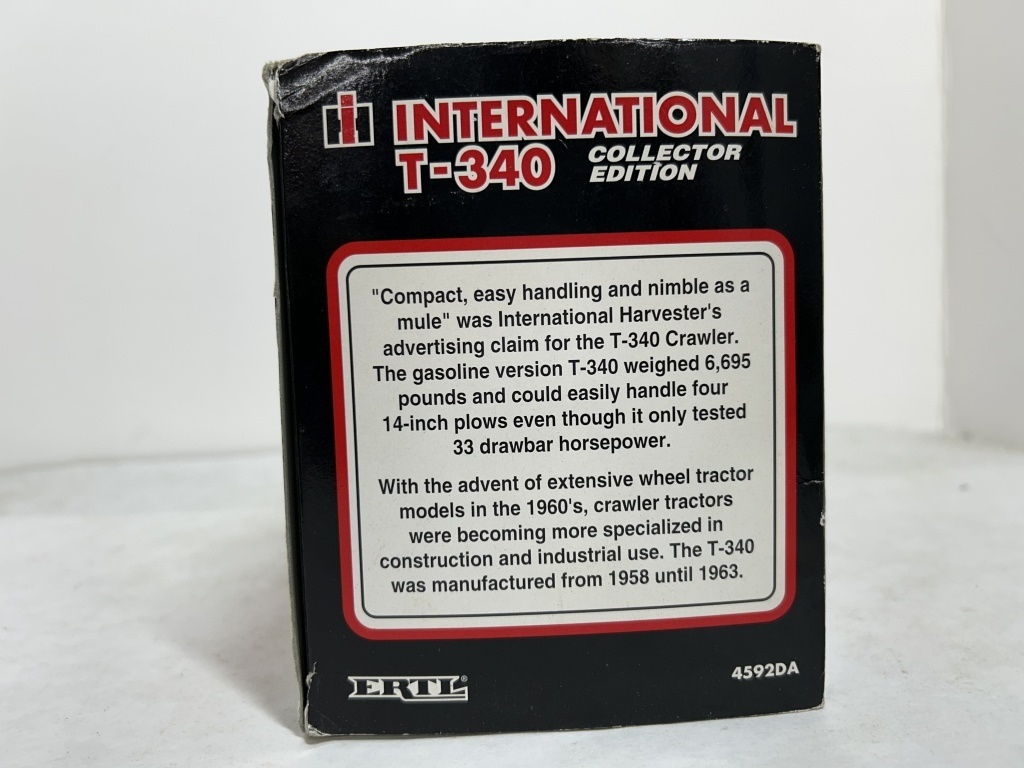 IH INTERNATIONAL
T-340 COLLECTOR
EDITION
"Compact, easy handling and nimble as a
mule" was International Harvester's
advertising claim for the T-340 Crawler.
The gasoline version T-340 weighed 6,695
pounds and could easily handle four
14-inch plows even though it only tested
33 drawbar horsepower.
With the advent of extensive wheel tractor
models in the 1960's, crawler tractors
were becoming more specialized in
construction and industrial use. The T-340
was manufactured from 1958 until 1963.
ERTL®
4592DA